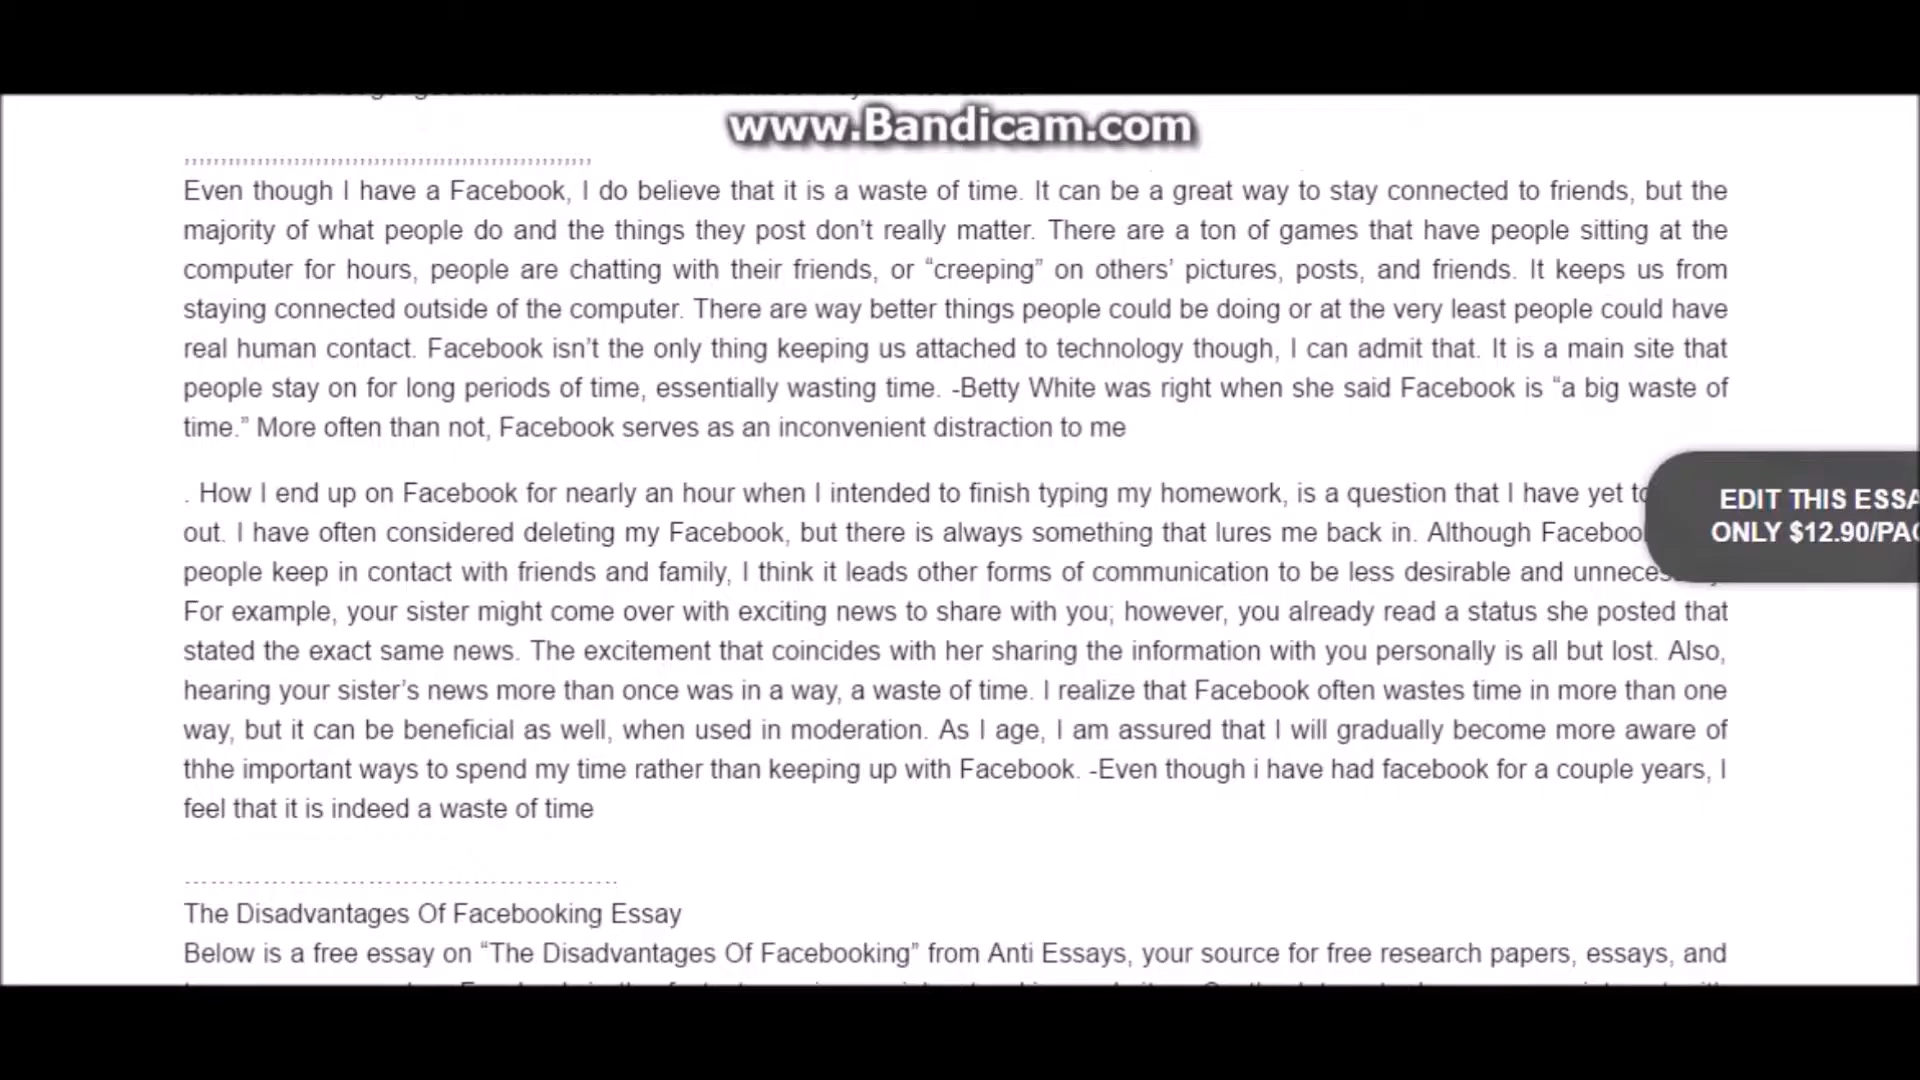 www.Bandicam.com
,,,,,,,,,,,,,,,,,,,,,,,,,,,,,,,,,,,,,,,,,,,,,,,,,,,,,,,,
Even though I have a Facebook, I do believe that it is a waste of time. It can be a great way to stay connected to friends, but the
majority of what people do and the things they post don’t really matter. There are a ton of games that have people sitting at the
computer for hours, people are chatting with their friends, or “creeping” on others’ pictures, posts, and friends. It keeps us from
staying connected outside of the computer. There are way better things people could be doing or at the very least people could have
real human contact. Facebook isn’t the only thing keeping us attached to technology though, I can admit that. It is a main site that
people stay on for long periods of time, essentially wasting time. -Betty White was right when she said Facebook is “a big waste of
time.” More often than not, Facebook serves as an inconvenient distraction to me
. How I end up on Facebook for nearly an hour when I intended to finish typing my homework, is a question that I have yet
out. I have often considered deleting my Facebook, but there is always something that lures me back in. Although
people keep in contact with friends and family, I think it leads other forms of communication to be less desirable and
For example, your sister might come over with exciting news to share with you; however, you already read a status she posted that
stated the exact same news. The excitement that coincides with her sharing the information with you personally is all but lost. Also,
hearing your sister’s news more than once was in a way, a waste of time. I realize that Facebook often wastes time in more than one
way, but it can be beneficial as well, when used in moderation. As I age, I am assured that I will gradually become more aware of
thhe important ways to spend my time rather than keeping up with Facebook. -Even though i have had facebook for a couple years, I
feel that it is indeed a waste of time
EDIT THIS
ONLY $12.90/
…………………………………………..
The Disadvantages Of Facebooking Essay
Below is a free essay on “The Disadvantages Of Facebooking” from Anti Essays, your source for free research papers, essays, and